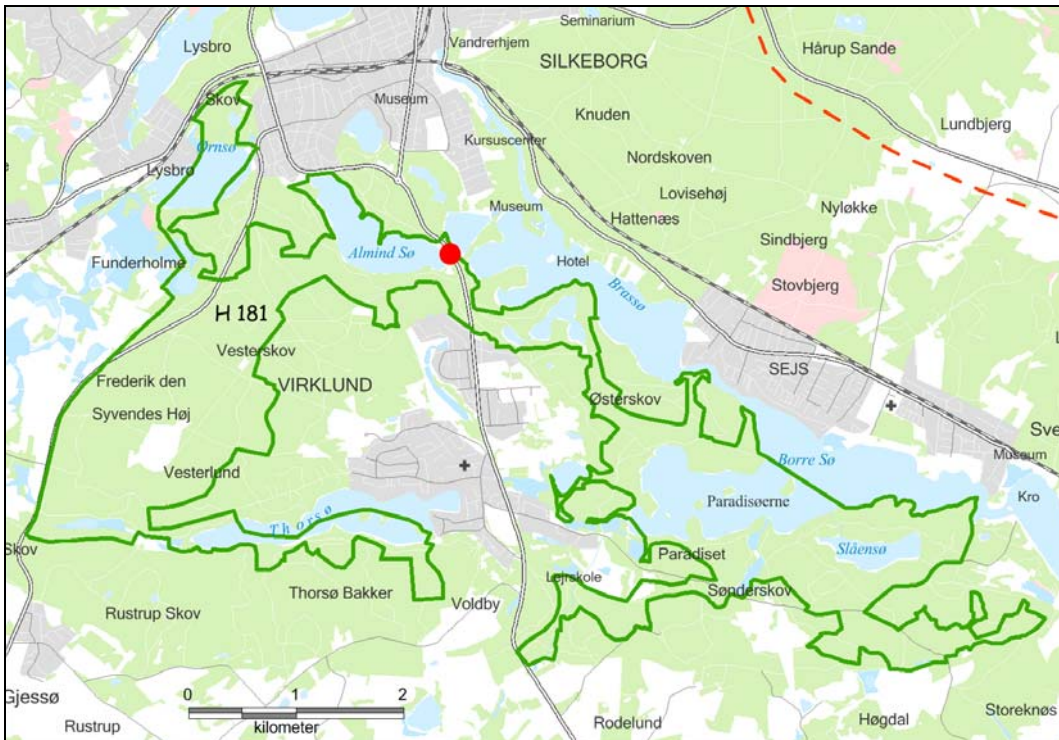 Lysbro
Vandrerhjem
Seminarium
Hårup Sande
SILKEBORG
Skov
Museum
Knuden
Lundbjerg
Ørnsø
Kursuscenter
Nordskoven
Lysbro
Lovisehøj
Museum
Hattenæs
Nyløkke
Almind Sø
Sindbjerg
Funderholme
Hotel
Brassø
Stovbjerg
H 181
Vesterskov
SEJS
Frederik den
Syvendes Høj
VIRKLUND
Østerskov
Sve
Museum
Vesterlund
Borre Sø
Kro
Thorsø
Paradisøerne
Skov
Slåensø
Paradiset
Lejrskole
Thorsø Bakker
Sønderskov
Voldby
Rustrup Skov
Gjessø
0 1 2
kilometer
Rustrup
Rodelund
Høgdal
Storeknøs